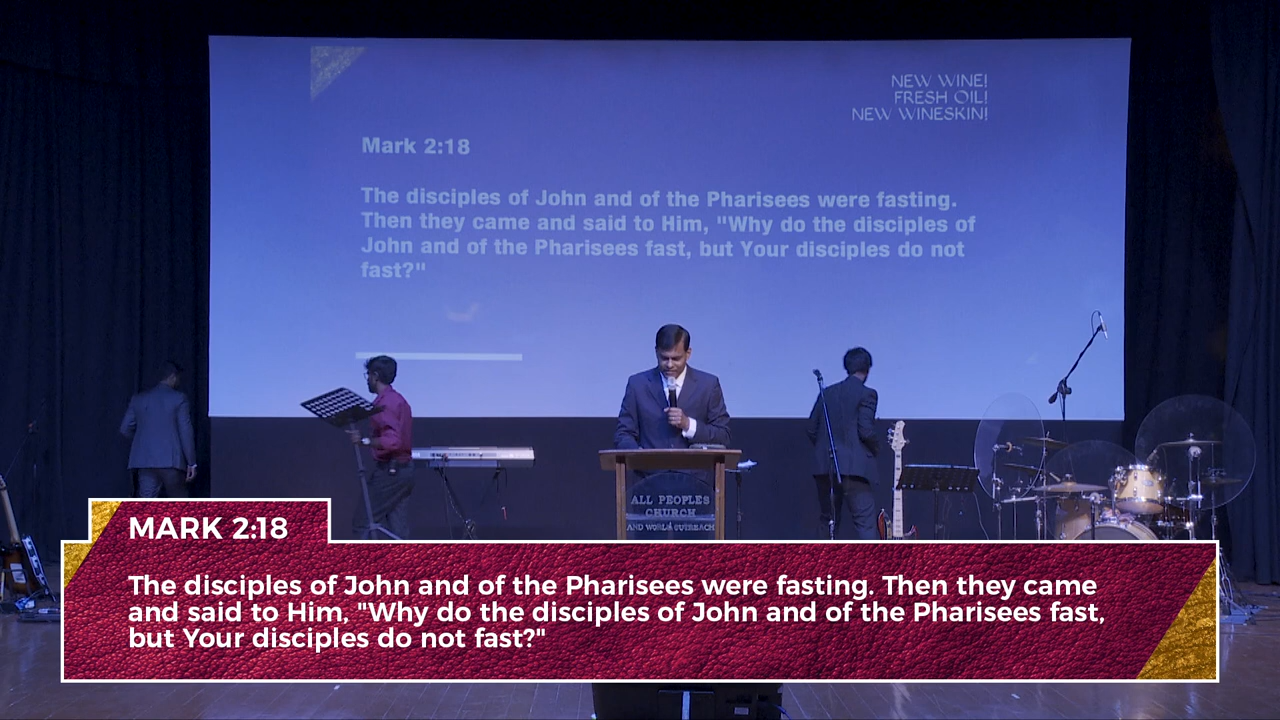 NEW WINE!
FRESH OIL!
NEW WINESKIN!
Mark 2:18
The disciples of John and of the Pharisees were fasting.
Then they came and said to Him, "Why do the disciples of
John and of the Pharisees fast, but Your disciples do not
fast?"
ALL PEOPLES
CHURCH
AND WORLD OUTREACH
MARK 2:18
The disciples of John and of the Pharisees were fasting. Then they came
and said to Him, "Why do the disciples of John and of the Pharisees fast,
but Your disciples do not fast?"